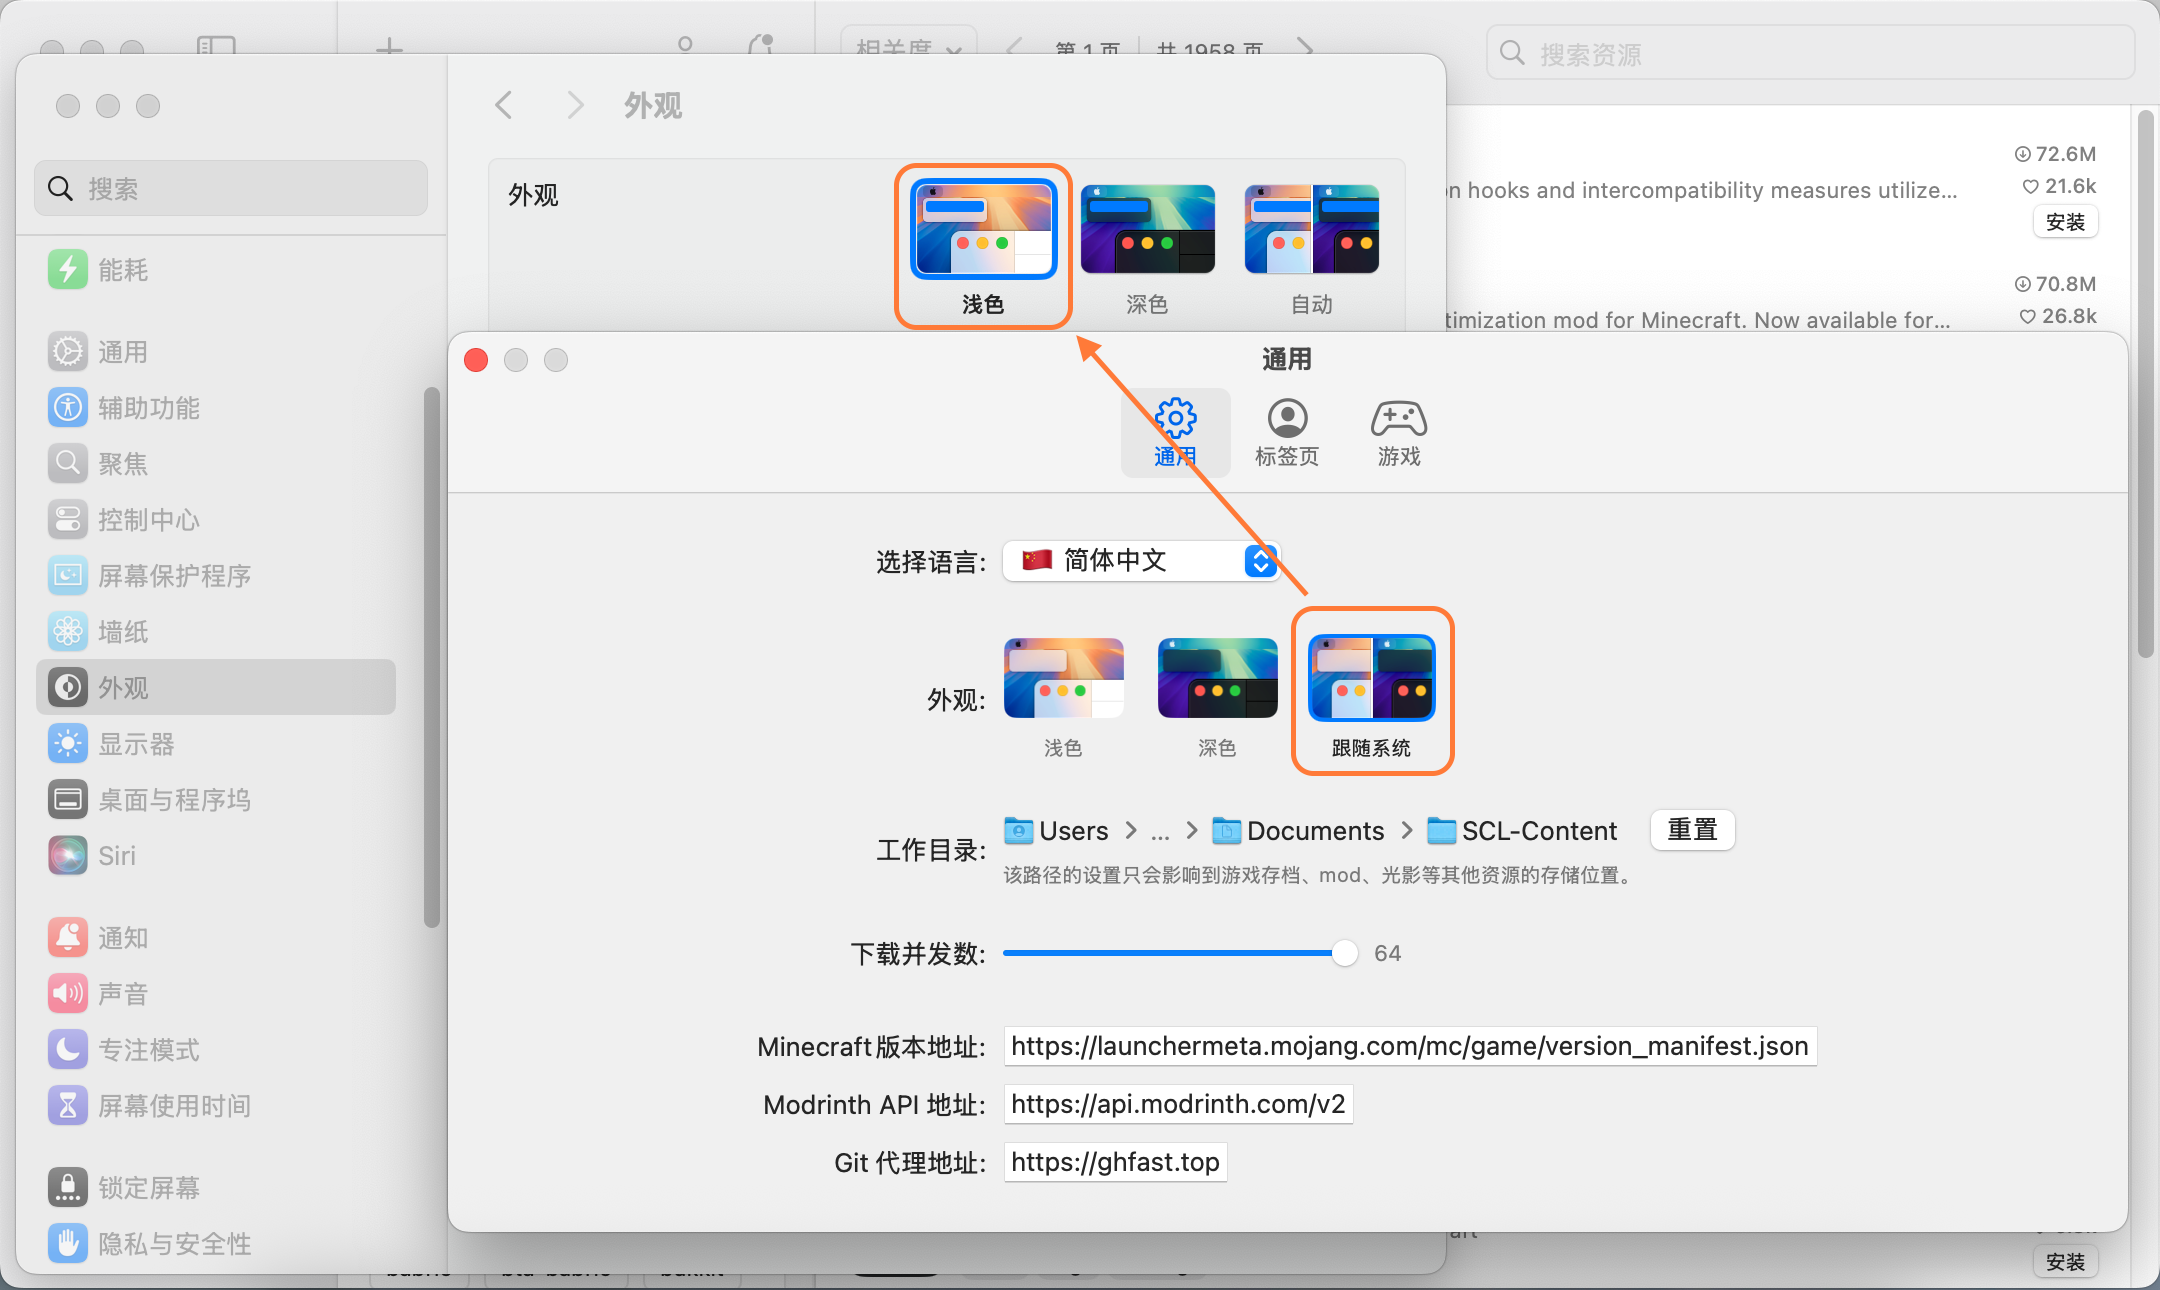 相关度
第 1 页
共 1958 页
搜索资源
外观
搜索
能耗
通用
辅助功能
聚焦
控制中心
屏幕保护程序
墙纸
外观
显示器
桌面与程序坞
Siri
通知
声音
专注模式
屏幕使用时间
锁定屏幕
隐私与安全性
外观
浅色
深色
自动
72.6M
n hooks and intercompatibility measures utilize...
21.6k
安装
70.8M
timization mod for Minecraft. Now available for...
26.8k
通用
通用
标签页
游戏
选择语言:
简体中文
外观:
浅色
深色
跟随系统
工作目录:
Users
...
Documents
SCL-Content
重置
该路径的设置只会影响到游戏存档、mod、光影等其他资源的存储位置。
下载并发数:
64
Minecraft版本地址:
https://launchermeta.mojang.com/mc/game/version_manifest.json
Modrinth API 地址:
https://api.modrinth.com/v2
Git 代理地址:
https://ghfast.top
安装